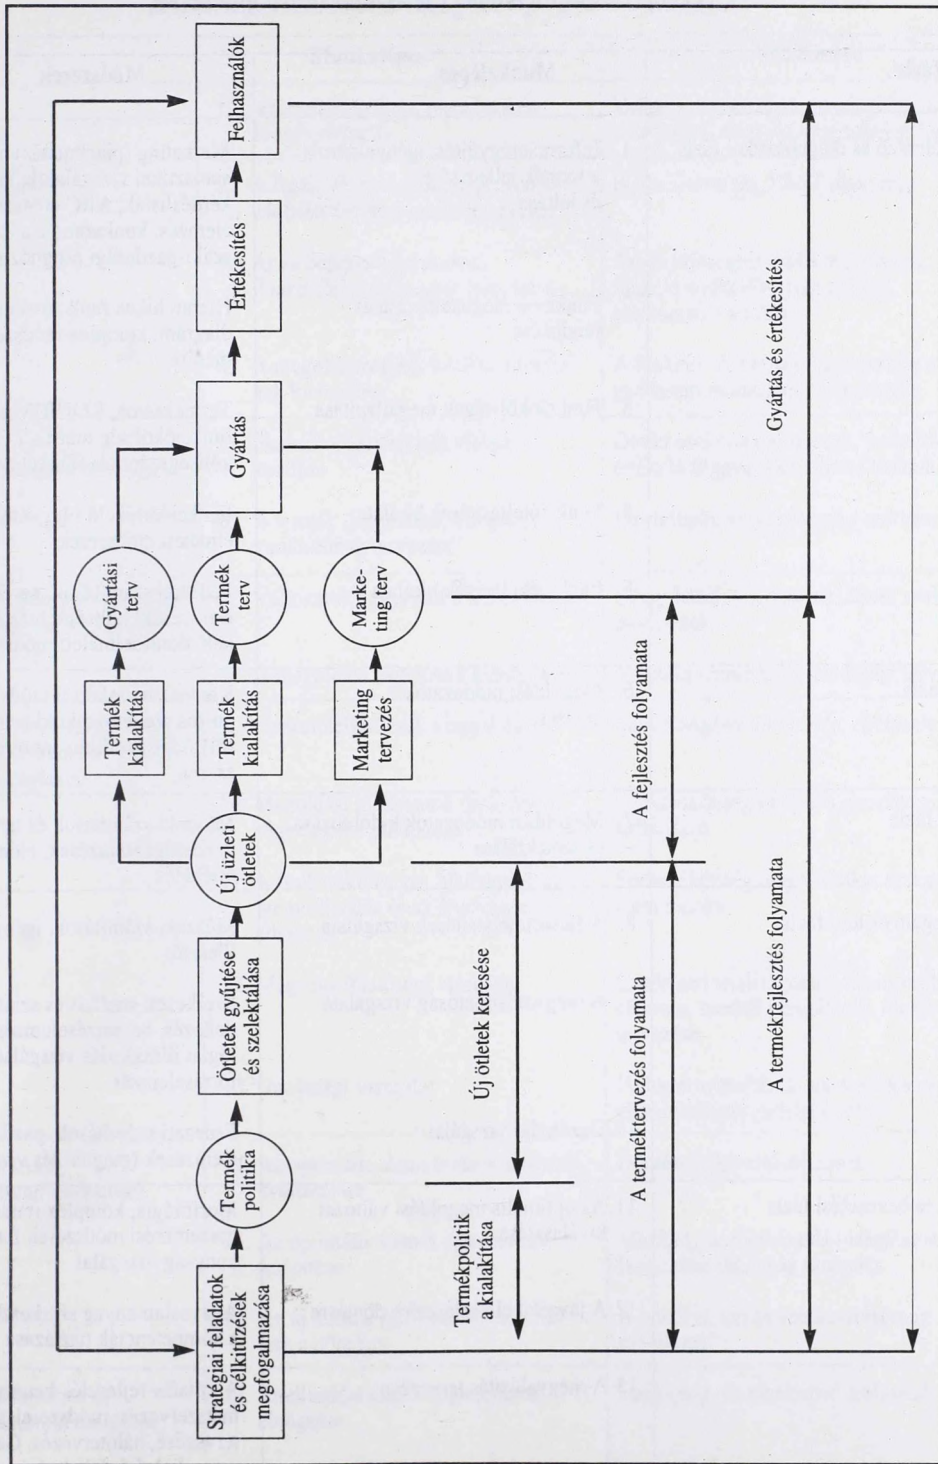 Stratégiai feladatok
és célkitűzések
megfogalmazása
Termék
politika
Ötletek gyűjtése
és szelektálása
Új üzleti
ötletek
Termék
kialakítás
Gyártási
terv
Termék
kialakítás
Termék
terv
Marketing
tervezés
Marke-
ting terv
Gyártás
Értékesítés
Felhasználók
Termékpolitik
a kialakítása
Új ötletek keresése
A terméktervezés folyamata
A fejlesztés folyamata
A termékfejlesztés folyamata
Gyártás és értékesítés